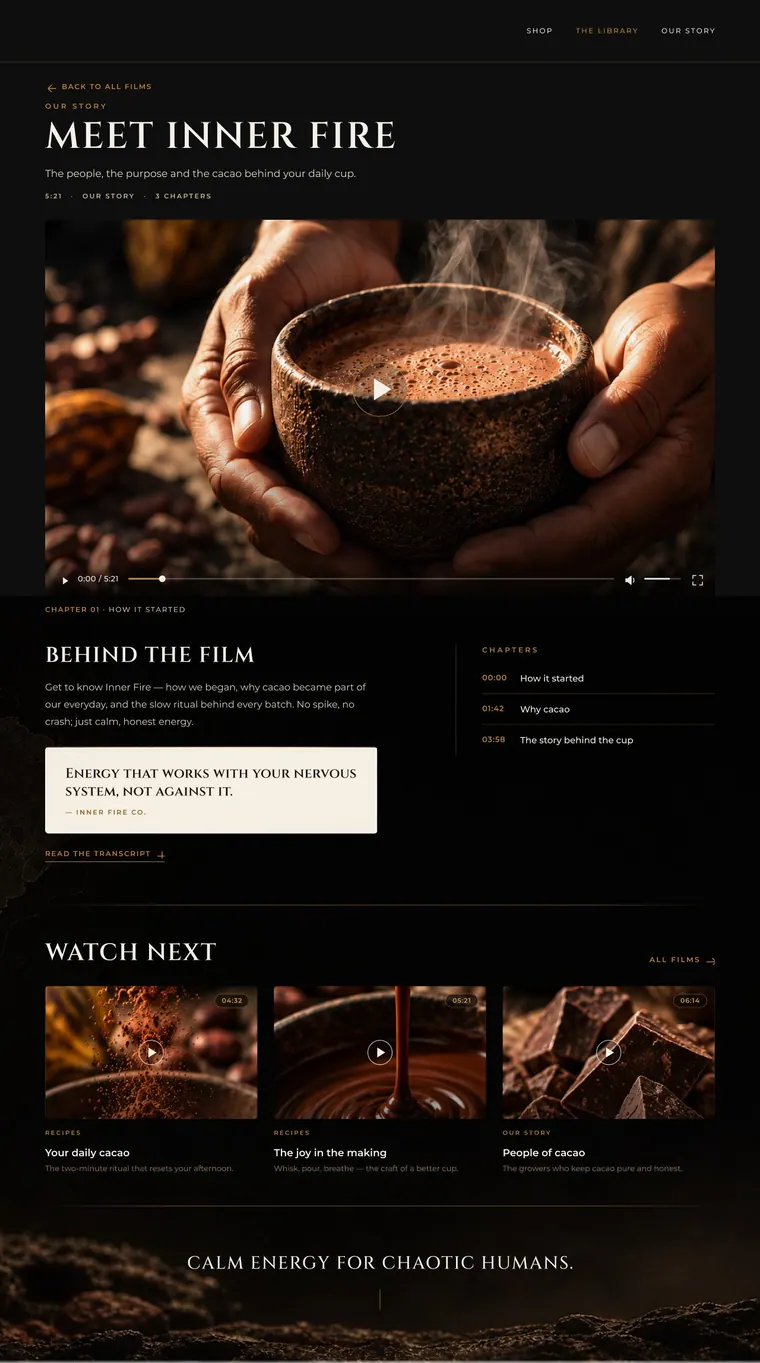 SHOP
THE LIBRARY
OUR STORY
BACK TO ALL FILMS
OUR STORY
MEET INNER FIRE
The people, the purpose and the cacao behind your daily cup.
5:21 · OUR STORY · 3 CHAPTERS
0:00 / 5:21
CHAPTER 01 · HOW IT STARTED
BEHIND THE FILM
Get to know Inner Fire — how we began, why cacao became part of
our everyday, and the slow ritual behind every batch. No spike, no
crash; just calm, honest energy.
ENERGY THAT WORKS WITH YOUR NERVOUS
SYSTEM, NOT AGAINST IT.
— INNER FIRE CO.
READ THE TRANSCRIPT
CHAPTERS
00:00 How it started
01:42 Why cacao
03:58 The story behind the cup
WATCH NEXT
ALL FILMS
04:32
RECIPES
Your daily cacao
The two-minute ritual that resets your afternoon.
05:21
RECIPES
The joy in the making
Whisk, pour, breathe — the craft of a better cup.
06:14
OUR STORY
People of cacao
The growers who keep cacao pure and honest.
CALM ENERGY FOR CHAOTIC HUMANS.